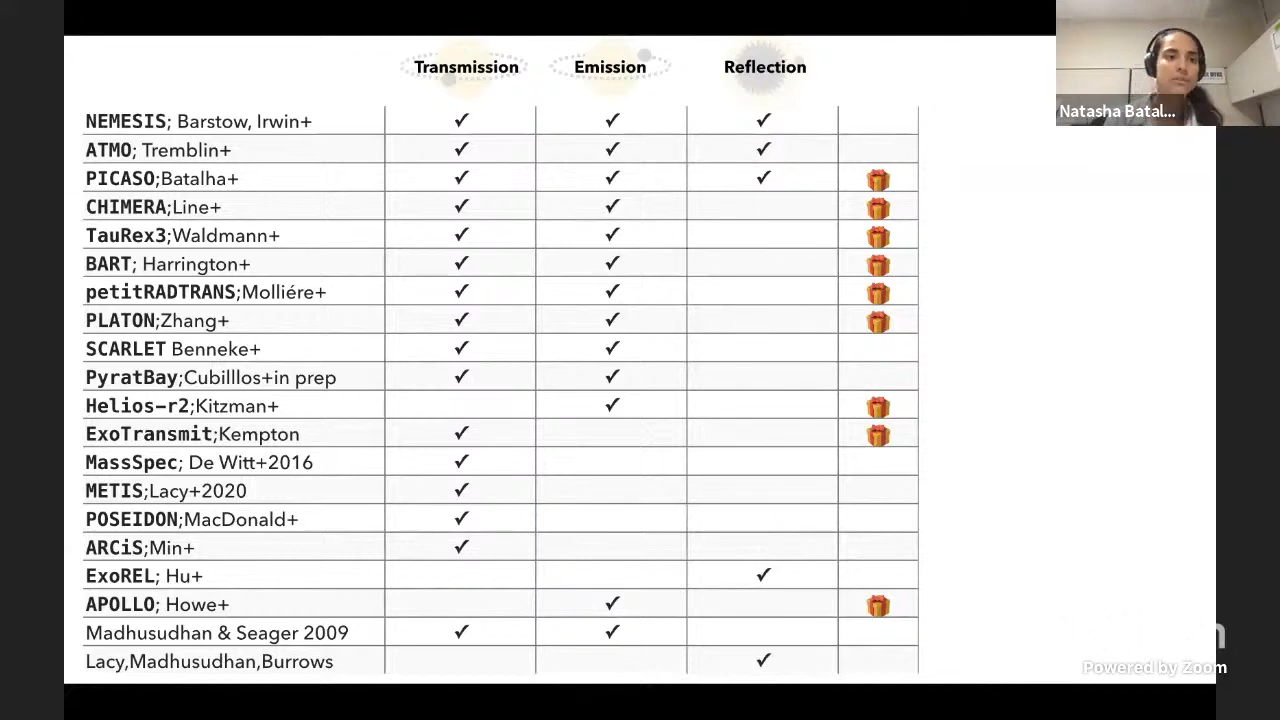 Transmission Emission Reflection
NEMESIS; Barstow, Irwin+ ✓ ✓ ✓
ATMO; Tremblin+ ✓ ✓ ✓
PICASO;Batalha+ ✓ ✓ ✓
CHIMERA;Line+ ✓ ✓
TauRex3;Waldmann+ ✓ ✓
BART; Harrington+ ✓ ✓
petitRADTRANS;Molliére+ ✓ ✓
PLATON;Zhang+ ✓ ✓
SCARLET Benneke+ ✓ ✓
PyratBay;Cubilllos+in prep ✓ ✓
Helios-r2;Kitzman+ ✓
ExoTransmit;Kempton ✓
MassSpec; De Witt+2016 ✓
METIS;Lacy+2020 ✓
POSEIDON;MacDonald+ ✓
ARCiS;Min+ ✓
ExoREL; Hu+ ✓
APOLLO; Howe+ ✓
Madhusudhan & Seager 2009 ✓ ✓
Lacy,Madhusudhan,Burrows ✓
Natasha Batal...
Powered by Zoom